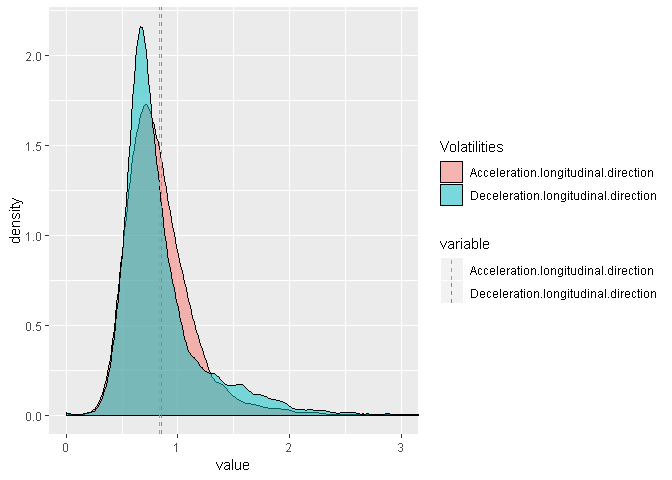 2.0
1.5
1.0
0.5
0.0
density
0
1
2
3
value
Volatilities
Acceleration.longitudinal.direction
Deceleration.longitudinal.direction
variable
Acceleration.longitudinal.direction
Deceleration.longitudinal.direction